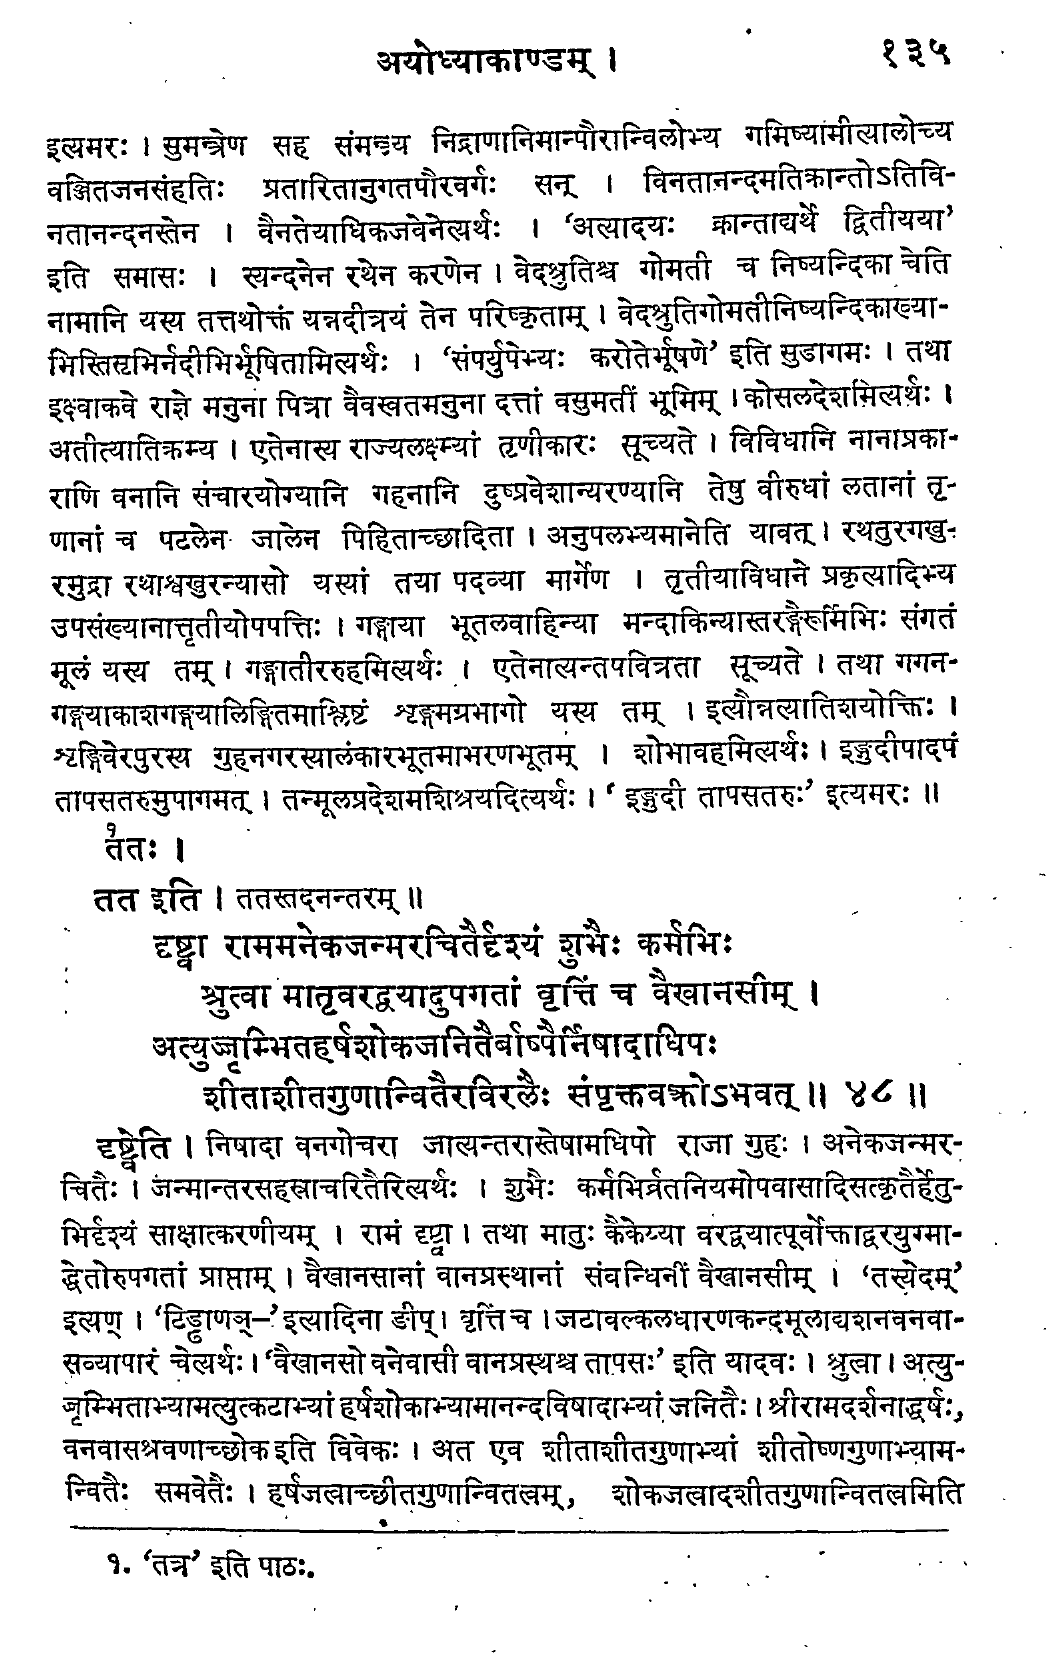 अयोध्याकाण्डम् । १३५
इत्यमरः । सुमन्त्रेण सह संमन्त्र्य निद्राणानिमान्पौरान्विलोभ्य गमिष्यामीत्यालोच्य
वञ्चितजनसंहतिः प्रतारितानुगतपौरवर्गः सन् । विनतानन्दमतिक्रान्तोऽतिवि-
नतानन्दनस्तेन । वैनतेयाधिकजवेनेत्यर्थः । ‘अत्यादयः क्रान्ताद्यर्थे द्वितीयया’
इति समासः । स्यन्दनेन रथेन करणेन । वेदश्रुतिश्च गोमती च निष्यन्दिका चेति
नामानि यस्य तत्तथोक्तं यन्नदीत्रयं तेन परिष्कृताम् । वेदश्रुतिगोमतीनिष्यन्दिकाख्या-
भिस्तिसृभिर्नदीभिर्भूषितामित्यर्थः । ‘संपर्युपेभ्यः करोतेर्भूषणे’ इति सुडागमः । तथा
इक्ष्वाकवे राज्ञे मनुना पित्रा वैवस्वतमनुना दत्तां वसुमतीं भूमिम् । कोसलदेशमित्यर्थः ।
अतीत्यातिक्रम्य । एतेनास्य राज्यलक्ष्म्यां तृणीकारः सूच्यते । विविधानि नानाप्रका-
राणि वनानि संचारयोग्यानि गहनानि दुष्प्रवेशान्यरण्यानि तेषु वीरुधां लतानां तृ-
णानां च पटलेन जालेन पिहिताच्छादिता । अनुपलभ्यमानेति यावत् । रथतुरगखु-
रमुद्रा रथाश्वखुरन्यासो यस्यां तया पदव्या मार्गेण । तृतीयाविधाने प्रकृत्यादिभ्य
उपसंख्यानात्तृतीयोपपत्तिः । गङ्गाया भूतलवाहिन्या मन्दाकिन्यास्तरङ्गैरूर्मिभिः संगतं
मूलं यस्य तम् । गङ्गातीररुहमित्यर्थः । एतेनात्यन्तपवित्रता सूच्यते । तथा गगन-
गङ्गयाकाशगङ्गयालिङ्गितमाश्लिष्टं शृङ्गमग्रभागो यस्य तम् । इत्यौन्नत्यातिशयोक्तिः ।
शृङ्गिवेरपुरस्य गुहनगरस्यालंकारभूतमाभरणभूतम् । शोभावहमित्यर्थः । इङ्गुदीपादपं
तापसतरुमुपागमत् । तन्मूलप्रदेशमशिश्रयदित्यर्थः । ‘ इङ्गुदी तापसतरुः’ इत्यमरः ॥
१ततः ।
तत इति । ततस्तदनन्तरम् ॥
दृष्ट्वा राममनेकजन्मरचितैर्दृश्यं शुभैः कर्मभिः
श्रुत्वा मातृवरद्वयादुपगतां वृत्तिं च वैखानसीम् ।
अत्युज्जृम्भितहर्षशोकजनितैर्बाष्पैर्निषादाधिपः
शीताशीतगुणान्वितैरविरलैः संपृक्तवक्त्रोऽभवत् ॥ ४८ ॥
दृष्ट्वेति । निषादा वनगोचरा जात्यन्तरास्तेषामधिपो राजा गुहः । अनेकजन्मर-
चितैः । जन्मान्तरसहस्राचरितैरित्यर्थः । शुभैः कर्मभिर्व्रतनियमोपवासादिसत्कृतैर्हेतु-
भिर्दृश्यं साक्षात्करणीयम् । रामं दृष्ट्वा । तथा मातुः कैकेय्या वरद्वयात्पूर्वोक्ताद्वरयुग्मा-
द्धेतोरुपगतां प्राप्ताम् । वैखानसानां वानप्रस्थानां संबन्धिनीं वैखानसीम् । ‘तस्येदम्’
इत्यण् । ‘टिड्ढाणञ्–’ इत्यादिना ङीप् । वृत्तिं च । जटावल्कलधारणकन्दमूलाद्यशनवनवा-
सव्यापारं चेत्यर्थः । ‘वैखानसो वनेवासी वानप्रस्थश्च तापसः’ इति यादवः । श्रुत्वा । अत्यु-
ज्जृम्भिताभ्यामत्युत्कटाभ्यां हर्षशोकाभ्यामानन्दविषादाभ्यां जनितैः । श्रीरामदर्शनाद्धर्षः,
वनवासश्रवणाच्छोक इति विवेकः । अत एव शीताशीतगुणाभ्यां शीतोष्णगुणाभ्याम-
न्वितैः समवेतैः । हर्षजत्वाच्छीतगुणान्वितत्वम्, शोकजत्वादशीतगुणान्वितत्वमिति
१. ‘तत्र’ इति पाठः.